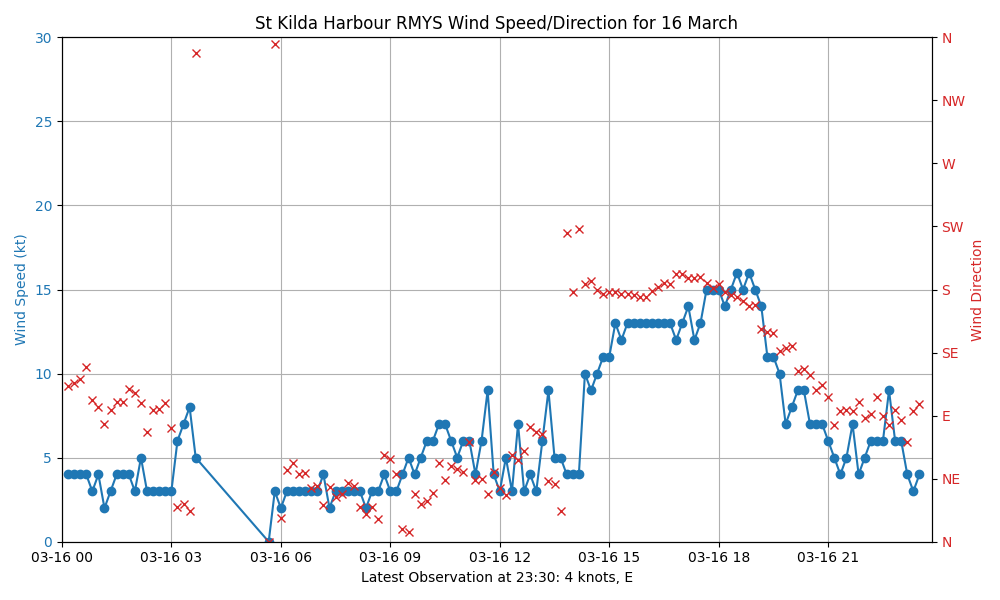 St Kilda Harbour RMYS Wind Speed/Direction for 16 March
30
25
20
15
10
5
0
Wind Speed (kt)
N
NW
W
SW
S
SE
E
NE
N
Wind Direction
03-16 00
03-16 03
03-16 06
03-16 09
03-16 12
03-16 15
03-16 18
03-16 21
Latest Observation at 23:30: 4 knots, E